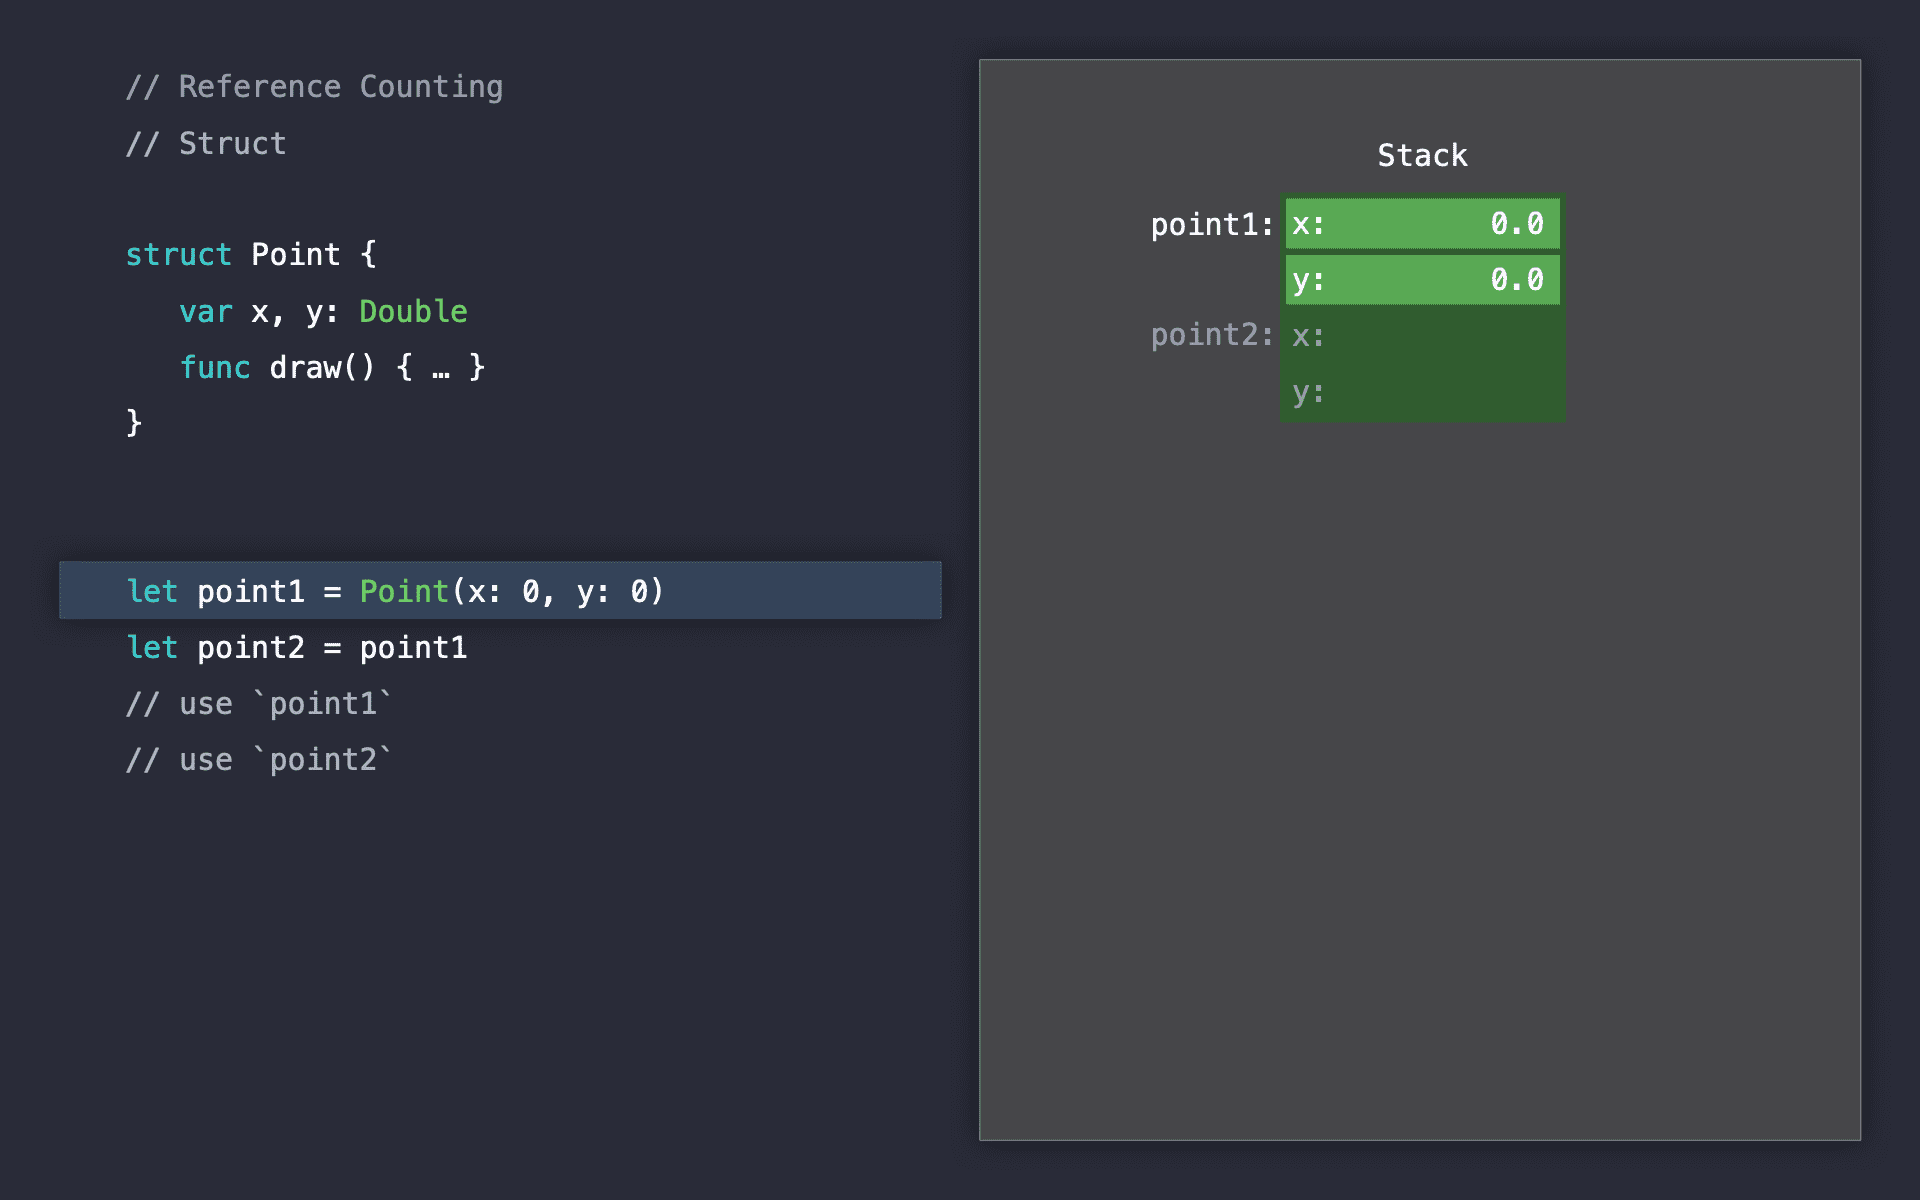 // Reference Counting
// Struct
struct Point {
var x, y: Double
func draw() { … }
}
let point1 = Point(x: 0, y: 0)
let point2 = point1
// use `point1`
// use `point2`
Stack
point1: x: 0.0
y: 0.0
point2: x:
y: